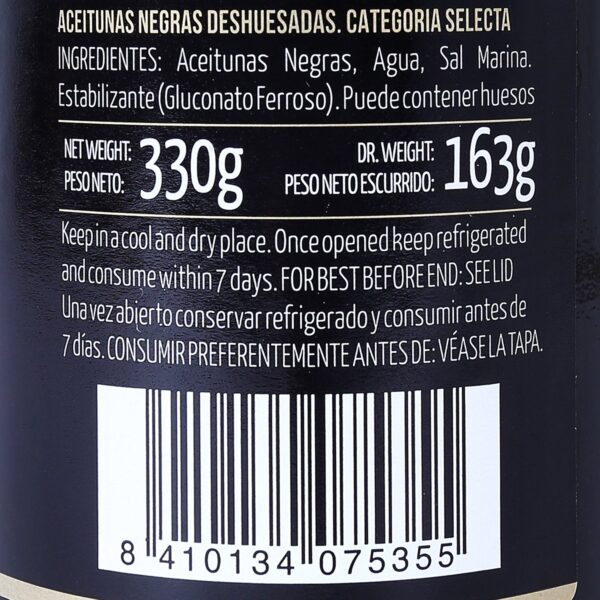 ACEITUNAS NEGRAS DESHUESADAS. CATEGORIA SELECTA
INGREDIENTES: Aceitunas Negras, Agua, Sal Marina.
Estabilizante (Gluconato Ferroso). Puede contener huesos
NET WEIGHT: 330g DR. WEIGHT: 163g
PESO NETO: PESO NETO ESCURRIDO:
Keep in a cool and dry place. Once opened keep refrigerated
and consume within 7 days. FOR BEST BEFORE END: SEE LID
Una vez abierto conservar refrigerado y consumir antes de
7 días. CONSUMIR PREFERENTEMENTE ANTES DE: VÉASE LA TAPA.
8 410134 075355